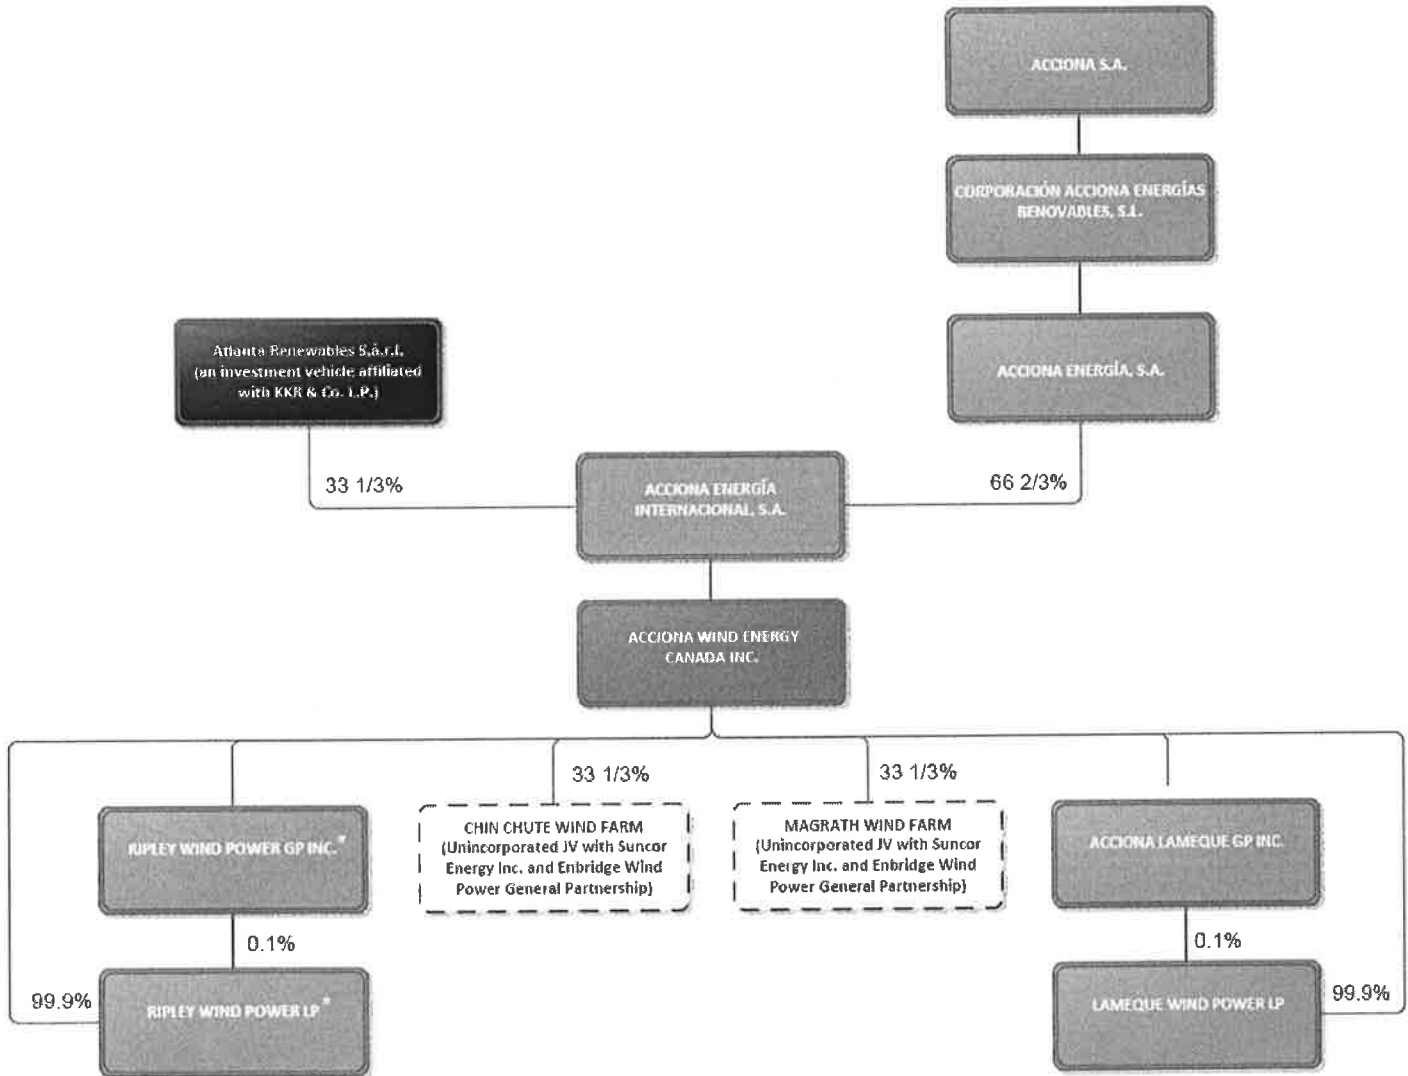 ACCIONA S.A.
CORPORACIÓN ACCIONA ENERGÍAS
RENOVABLES, S.L.
Atlanta Renewables S.à.r.l.
(an investment vehicle affiliated
with KKR & Co. L.P.)
ACCIONA ENERGÍA, S.A.
33 1/3%
66 2/3%
ACCIONA ENERGÍA
INTERNACIONAL, S.A.
ACCIONA WIND ENERGY
CANADA INC.
33 1/3%
33 1/3%
RIPLEY WIND POWER GP INC.*
CHIN CHUTE WIND FARM
(Unincorporated JV with Suncor
Energy Inc. and Enbridge Wind
Power General Partnership)
MAGRATH WIND FARM
(Unincorporated JV with Suncor
Energy Inc. and Enbridge Wind
Power General Partnership)
ACCIONA LAMEQUE GP INC.
0.1%
0.1%
99.9%
RIPLEY WIND POWER LP*
LAMEQUE WIND POWER LP
99.9%